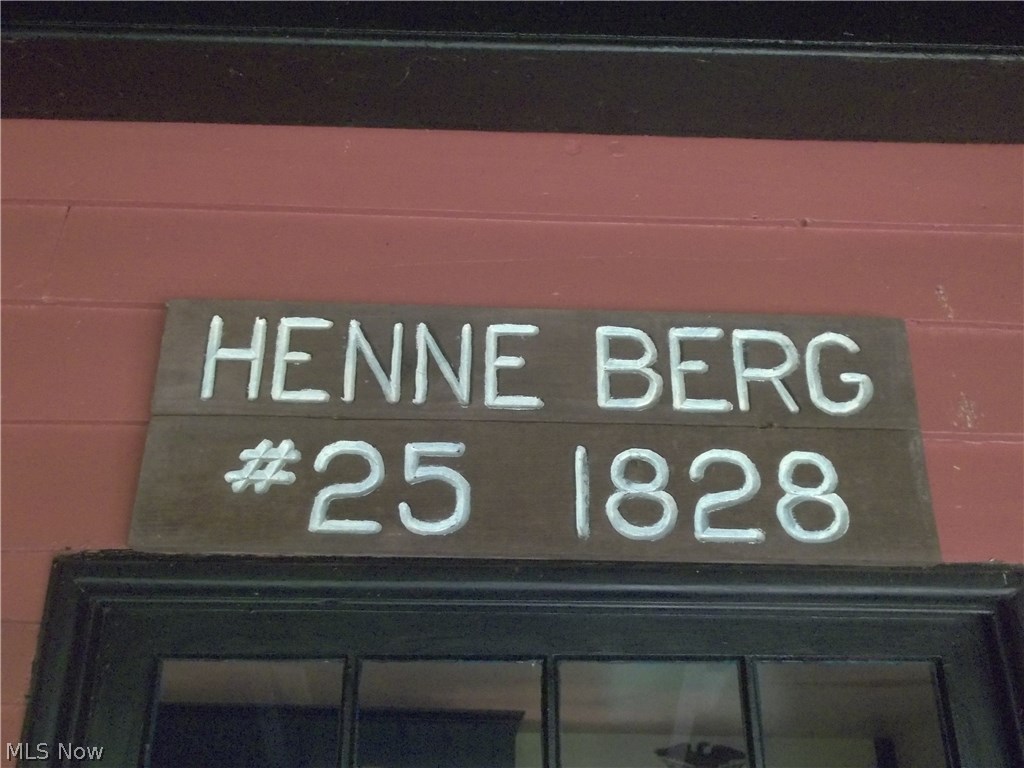 HENNE BERG
#25 1828
MLS Now